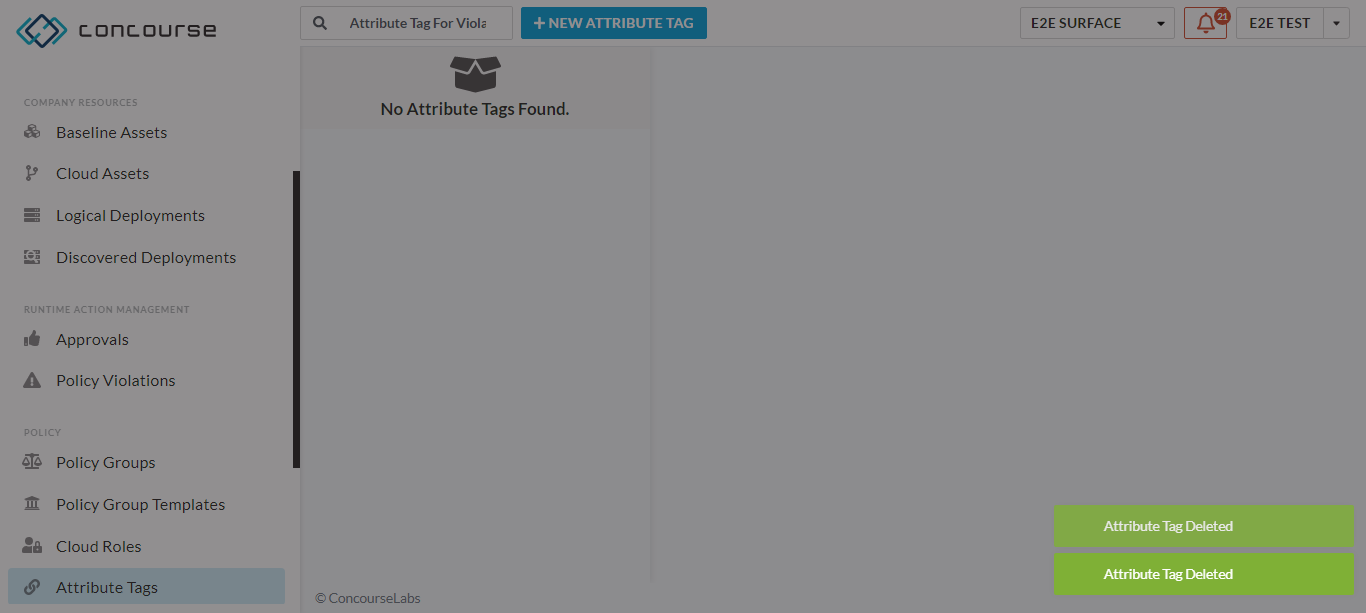 concourse
Attribute Tag For Viola
+ NEW ATTRIBUTE TAG
E2E SURFACE
21
E2E TEST
No Attribute Tags Found.
COMPANY RESOURCES
Baseline Assets
Cloud Assets
Logical Deployments
Discovered Deployments
RUNTIME ACTION MANAGEMENT
Approvals
Policy Violations
POLICY
Policy Groups
Policy Group Templates
Cloud Roles
Attribute Tags
Attribute Tag Deleted
Attribute Tag Deleted
© ConcourseLabs